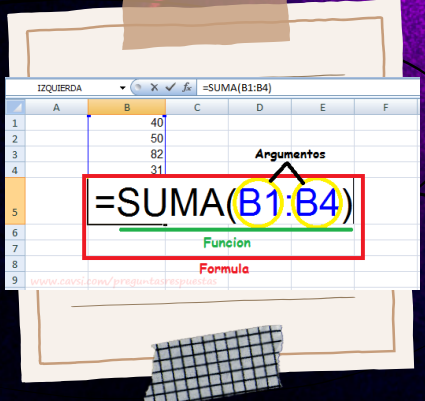 IZQUIERDA fx =SUMA(B1:B4)
A B C D E F
1 40
2 50
3 82
4 31
Argumentos
5 =SUMA(B1:B4)
6
7 Funcion
8 Formula
9 www.cavsi.com/preguntasrespuestas